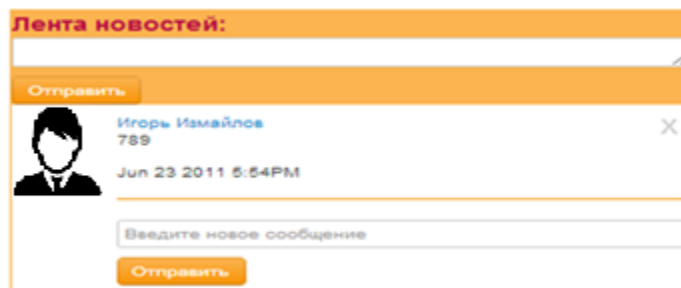 Лента новостей:
Отправить
Игорь Измайлов
789
Jun 23 2011 5:54PM
Введите новое сообщение
Отправить